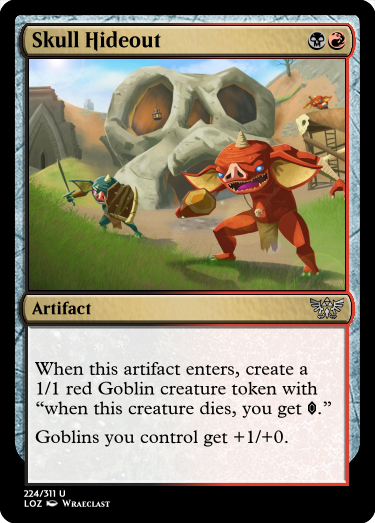 Skull Hideout
Artifact
When this artifact enters, create a
1/1 red Goblin creature token with
“when this creature dies, you get .”
Goblins you control get +1/+0.
224/311 U
LOZ WRAECLAST